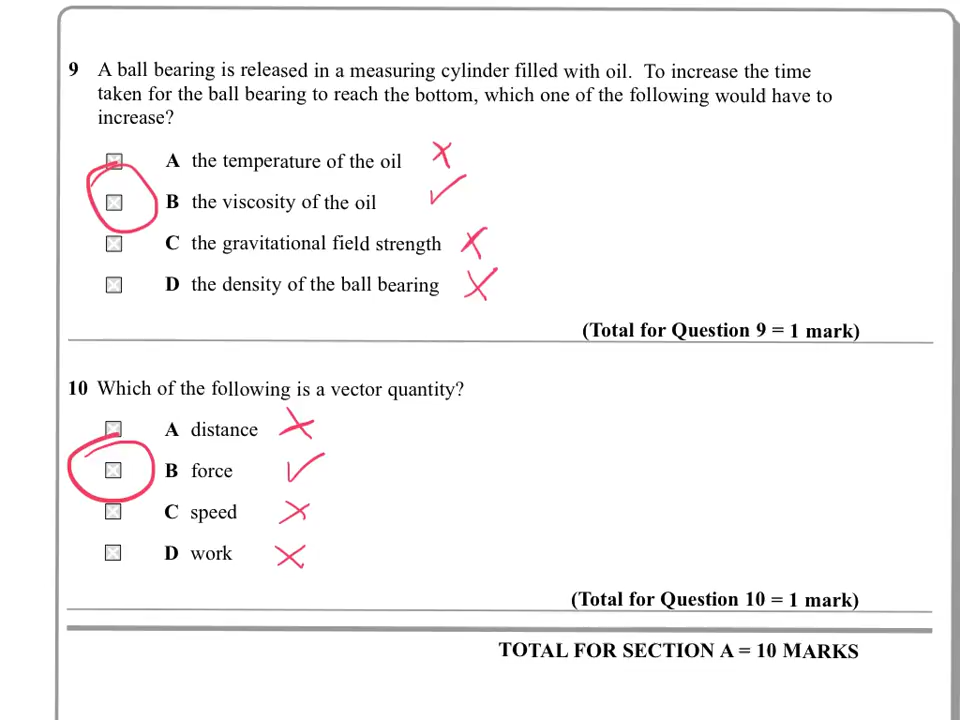 9 A ball bearing is released in a measuring cylinder filled with oil. To increase the time
taken for the ball bearing to reach the bottom, which one of the following would have to
increase?
A the temperature of the oil
B the viscosity of the oil
C the gravitational field strength
D the density of the ball bearing
(Total for Question 9 = 1 mark)
10 Which of the following is a vector quantity?
A distance
B force
C speed
D work
(Total for Question 10 = 1 mark)
TOTAL FOR SECTION A = 10 MARKS